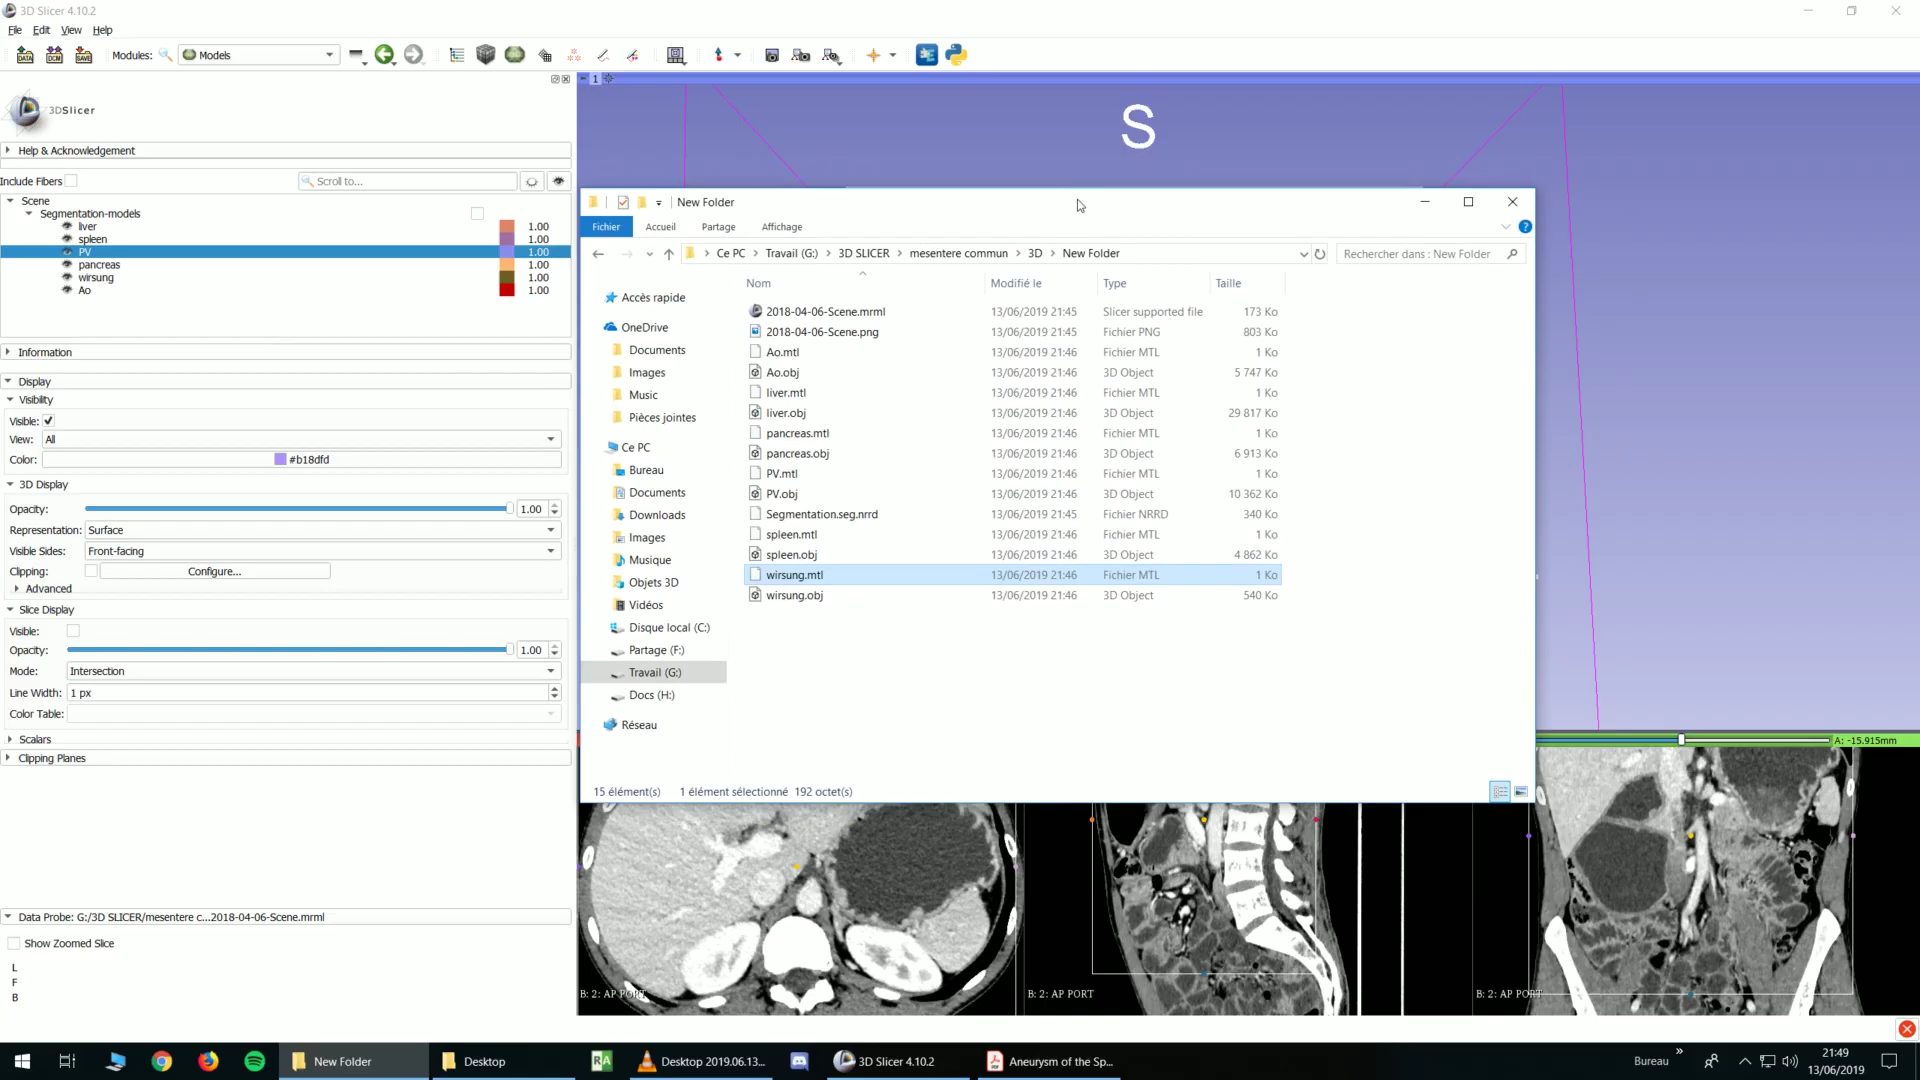 3D Slicer 4.10.2
File Edit View Help
DATA DCM SAVE Modules: Models
3DSlicer
Help & Acknowledgement
Include Fibers Scroll to...
Scene
Segmentation-models
liver 1.00
spleen 1.00
PV 1.00
pancreas 1.00
wirsung 1.00
Ao 1.00
Information
Display
Visibility
Visible:
View: All
Color: #b18dfd
3D Display
Opacity: 1.00
Representation: Surface
Visible Sides: Front-facing
Clipping: Configure...
Advanced
Slice Display
Visible:
Opacity: 1.00
Mode: Intersection
Line Width: 1 px
Color Table:
Scalars
Clipping Planes
Data Probe: G:/3D SLICER/mesentere c...2018-04-06-Scene.mrml
Show Zoomed Slice
L
F
B
1
S
New Folder
Fichier Accueil Partage Affichage
Ce PC > Travail (G:) > 3D SLICER > mesentere commun > 3D > New Folder
Rechercher dans : New Folder
Accès rapide
OneDrive
Documents
Images
Music
Pièces jointes
Ce PC
Bureau
Documents
Downloads
Images
Musique
Objets 3D
Vidéos
Disque local (C:)
Partage (F:)
Travail (G:)
Docs (H:)
Réseau
Nom Modifié le Type Taille
2018-04-06-Scene.mrml 13/06/2019 21:45 Slicer supported file 173 Ko
2018-04-06-Scene.png 13/06/2019 21:45 Fichier PNG 803 Ko
Ao.mtl 13/06/2019 21:46 Fichier MTL 1 Ko
Ao.obj 13/06/2019 21:46 3D Object 5 747 Ko
liver.mtl 13/06/2019 21:46 Fichier MTL 1 Ko
liver.obj 13/06/2019 21:46 3D Object 29 817 Ko
pancreas.mtl 13/06/2019 21:46 Fichier MTL 1 Ko
pancreas.obj 13/06/2019 21:46 3D Object 6 913 Ko
PV.mtl 13/06/2019 21:46 Fichier MTL 1 Ko
PV.obj 13/06/2019 21:46 3D Object 10 362 Ko
Segmentation.seg.nrrd 13/06/2019 21:45 Fichier NRRD 340 Ko
spleen.mtl 13/06/2019 21:46 Fichier MTL 1 Ko
spleen.obj 13/06/2019 21:46 3D Object 4 862 Ko
wirsung.mtl 13/06/2019 21:46 Fichier MTL 1 Ko
wirsung.obj 13/06/2019 21:46 3D Object 540 Ko
15 élément(s) 1 élément sélectionné 192 octet(s)
A: -15.915mm
B: 2: AP PORT
B: 2: AP PORT
B: 2: AP PORT
New Folder Desktop RA Desktop 2019.06.13... 3D Slicer 4.10.2 Aneurysm of the Sp...
Bureau
21:49
13/06/2019